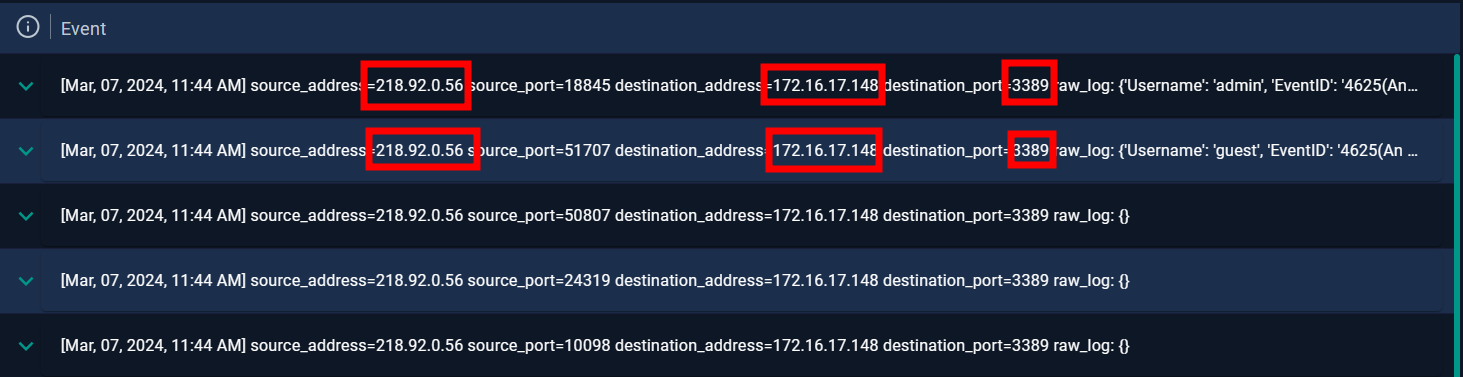 Event
[Mar, 07, 2024, 11:44 AM] source_address=218.92.0.56 source_port=18845 destination_address=172.16.17.148 destination_port=3389 raw_log: {'Username': 'admin', 'EventID': '4625(An...
[Mar, 07, 2024, 11:44 AM] source_address=218.92.0.56 source_port=51707 destination_address=172.16.17.148 destination_port=3389 raw_log: {'Username': 'guest', 'EventID': '4625(An ...
[Mar, 07, 2024, 11:44 AM] source_address=218.92.0.56 source_port=50807 destination_address=172.16.17.148 destination_port=3389 raw_log: {}
[Mar, 07, 2024, 11:44 AM] source_address=218.92.0.56 source_port=24319 destination_address=172.16.17.148 destination_port=3389 raw_log: {}
[Mar, 07, 2024, 11:44 AM] source_address=218.92.0.56 source_port=10098 destination_address=172.16.17.148 destination_port=3389 raw_log: {}